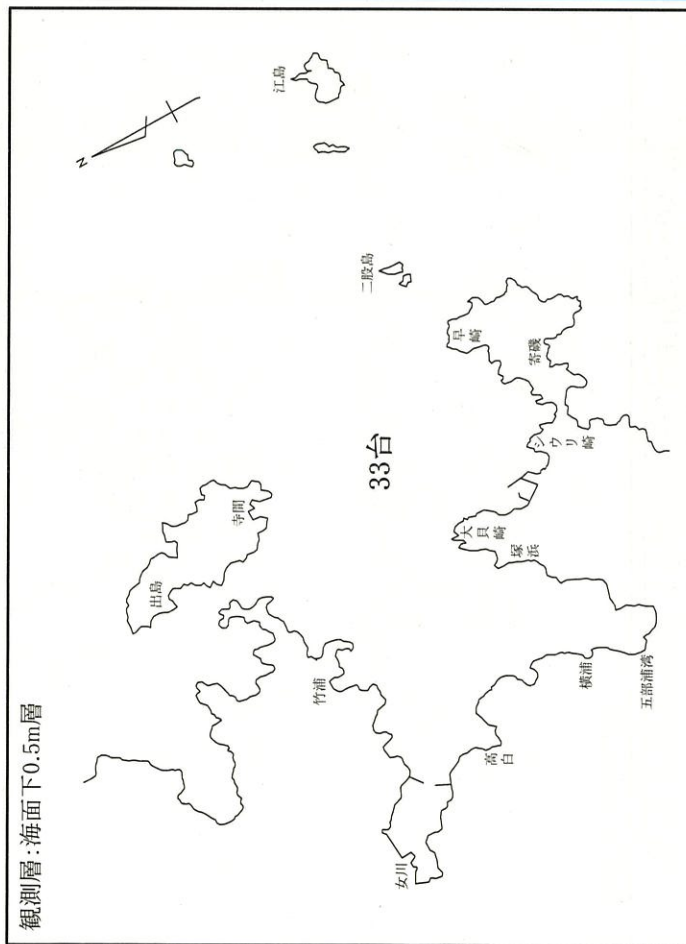 観測層：海面下0.5m層
N
江島
二股島
早崎
寄磯
シウリ崎
33台
大貝崎
塚浜
寺間
出島
竹浦
横浦
五部浦湾
高白
女川